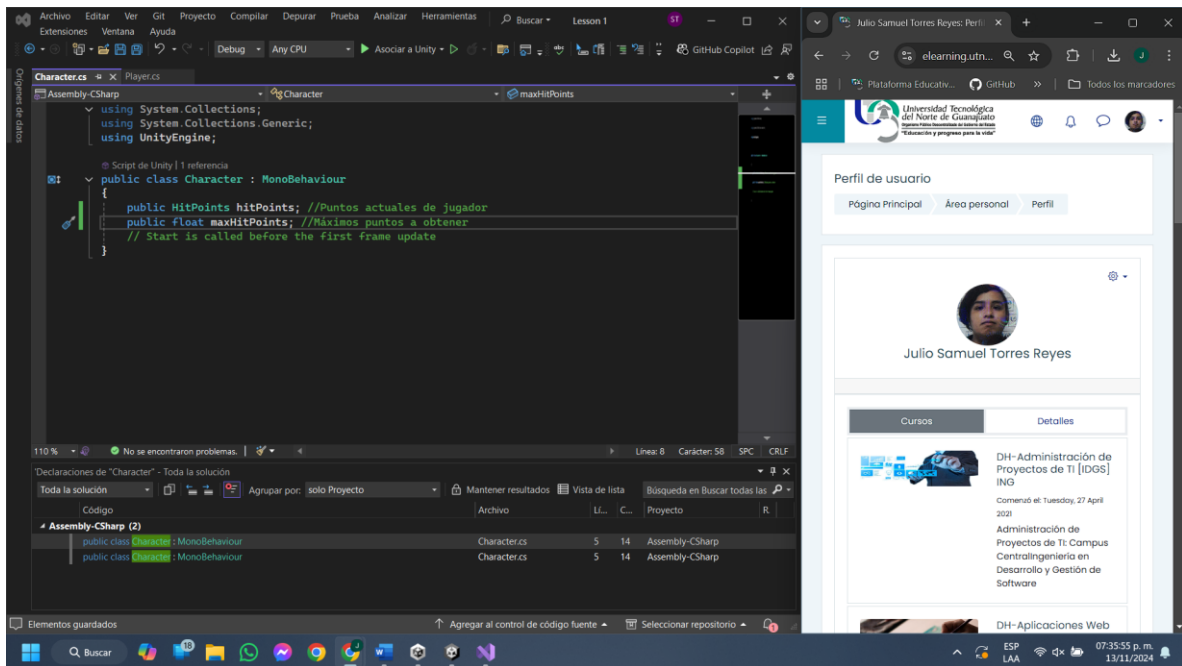 Archivo Editar Ver Git Proyecto Compilar Depurar Prueba Analizar Herramientas Buscar Lesson 1 ST
Extensiones Ventana Ayuda
Debug Any CPU Asociar a Unity GitHub Copilot
Orígenes de datos
Character.cs Player.cs
Assembly-CSharp Character maxHitPoints
using System.Collections;
using System.Collections.Generic;
using UnityEngine;
Script de Unity | 1 referencia
public class Character : MonoBehaviour
{
public HitPoints hitPoints; //Puntos actuales de jugador
public float maxHitPoints; //Máximos puntos a obtener
// Start is called before the first frame update
}
110 % No se encontraron problemas. Línea: 8 Carácter: 58 SPC CRLF
'Declaraciones de "Character" - Toda la solución
Toda la solución Agrupar por: solo Proyecto Mantener resultados Vista de lista Búsqueda en Buscar todas las
Código Archivo Lí... C... Proyecto R
Assembly-CSharp (2)
public class Character : MonoBehaviour Character.cs 5 14 Assembly-CSharp
public class Character : MonoBehaviour Character.cs 5 14 Assembly-CSharp
Elementos guardados Agregar al control de código fuente Seleccionar repositorio
Julio Samuel Torres Reyes: Perfil
elearning.utn... J
Plataforma Educativ... GitHub » Todos los marcadores
Universidad Tecnológica
del Norte de Guanajuato
"Educación y progreso para la vida"
Perfil de usuario
Página Principal Área personal Perfil
Julio Samuel Torres Reyes
Cursos Detalles
DH-Administración de
Proyectos de TI [IDGS]
ING
Comenzó el: Tuesday, 27 April
2021
Administración de
Proyectos de TI: Campus
CentralIngeniería en
Desarrollo y Gestión de
Software
DH-Aplicaciones Web
Buscar 18 ESP 07:35:55 p. m.
LAA 13/11/2024